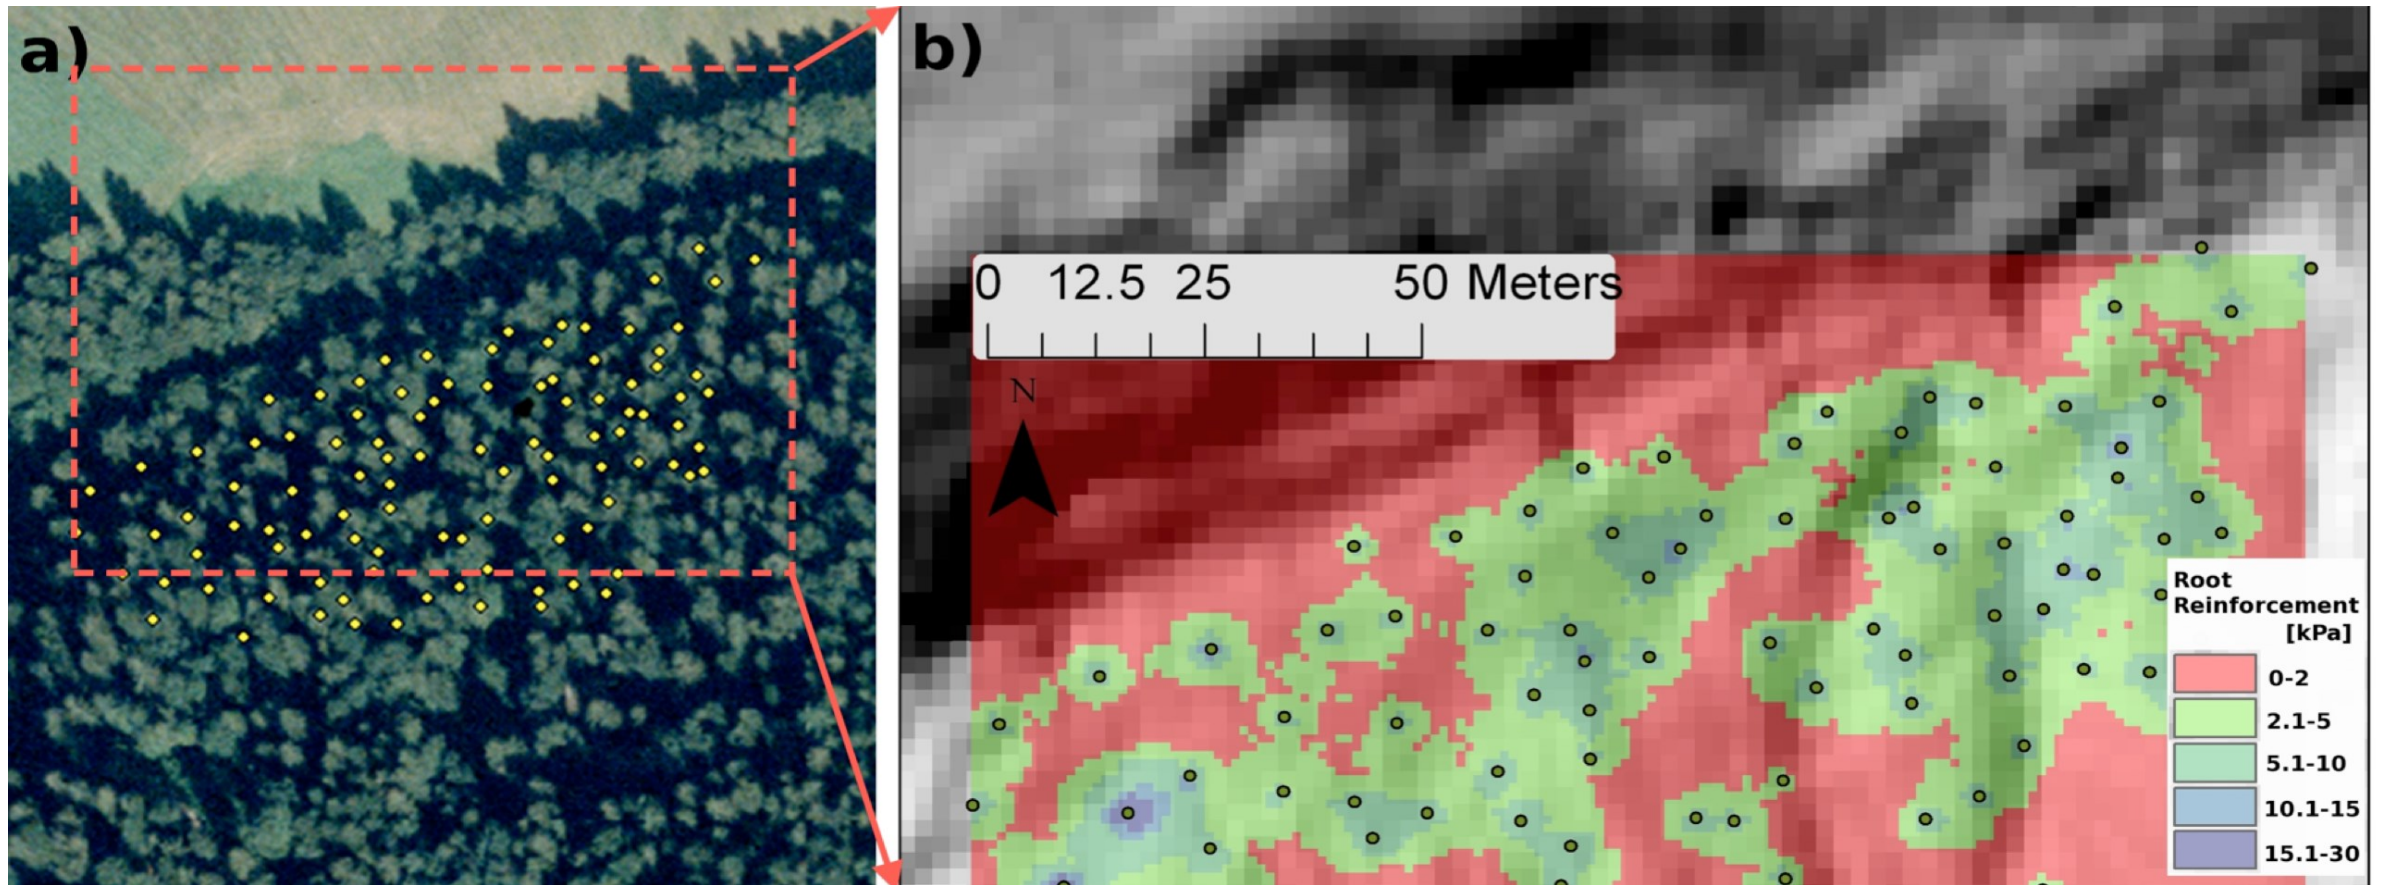 a)
b)
0 12.5 25 50 Meters
N
Root
Reinforcement
[kPa]
0-2
2.1-5
5.1-10
10.1-15
15.1-30